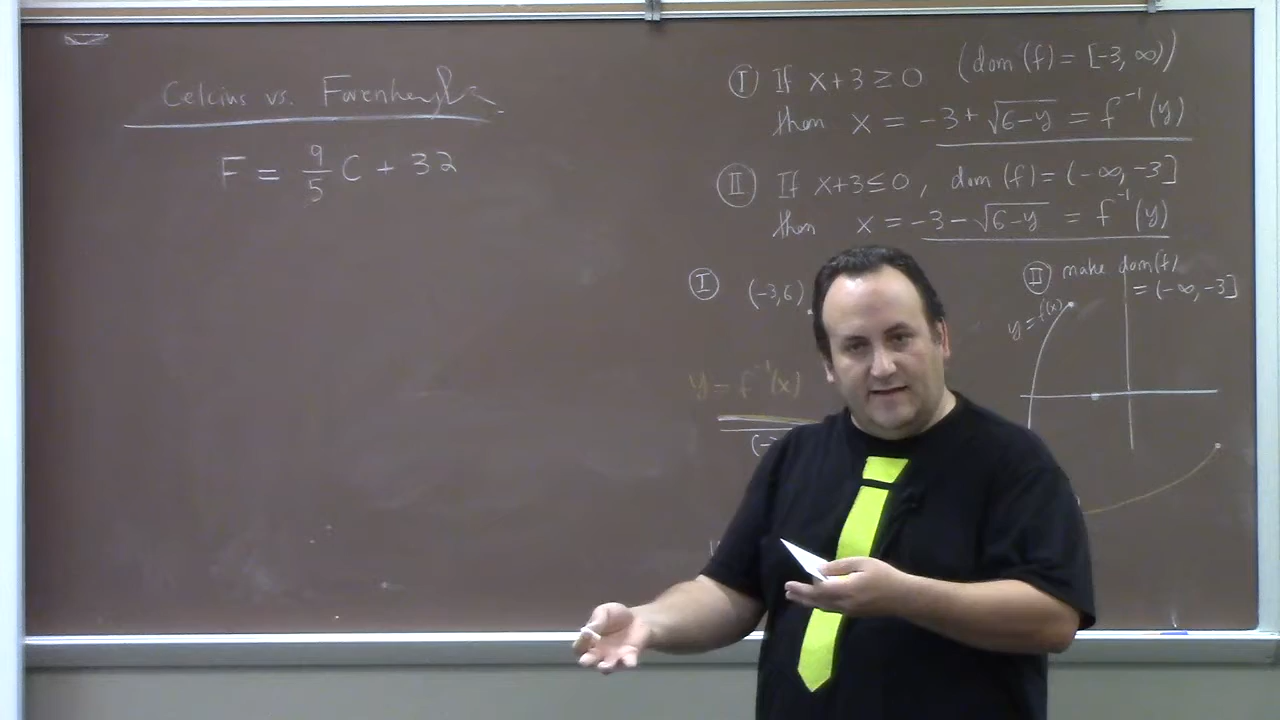 Celcius vs.
F = 9/5 C + 32
Ⓘ If x+3 ≥ 0 (dom(f) = [-3, ∞))
then x = -3 + √(6-y) = f⁻¹(y)
Ⓘⓘ If x+3 ≤ 0, dom(f) = (-∞, -3]
then x = -3 - √(6-y) = f⁻¹(y)
Ⓘ (-3,6)
y = f⁻¹(x)
Ⓘⓘ make dom(f)
= (-∞, -3]
y = f(x)